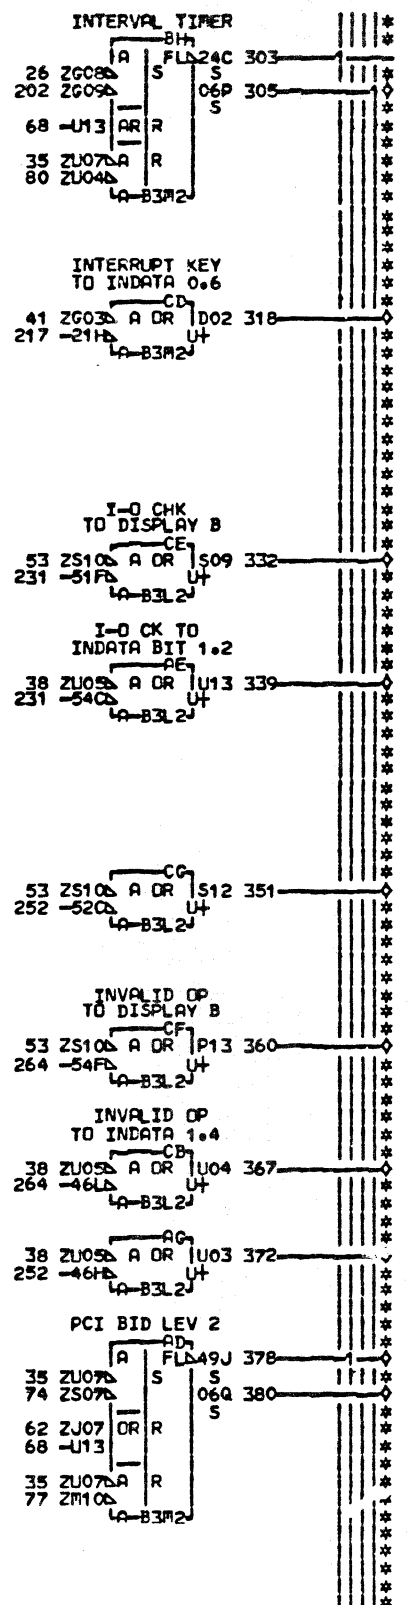 INTERVAL TIMER
BH
A FL 24C 303
26 ZGC8 S S
202 ZG09 06P 305
S
68 -U13 AR R
35 ZU07 A R
80 ZU04
A-B3M2
INTERRUPT KEY
TO INDATA 0.6
CD
41 ZG03 A OR D02 318
217 -21H U+
A-B3M2
I-O CHK
TO DISPLAY B
CE
53 ZS10 A OR S09 332
231 -51F U+
A-B3L2
I-O CK TO
INDATA BIT 1.2
AE
38 ZU05 A OR U13 339
231 -54C U+
A-B3L2
CG
53 ZS10 A OR S12 351
252 -52C U+
A-B3L2
INVALID OP
TO DISPLAY B
CF
53 ZS10 A OR P13 360
264 -54F U+
A-B3L2
INVALID OP
TO INDATA 1.4
CB
38 ZU05 A OR U04 367
264 -46L U+
A-B3L2
AG
38 ZU05 A OR U03 372
252 -46H U+
A-B3L2
PCI BID LEV 2
AD
A FL 49J 378
35 ZU07 S S
74 ZS07 06Q 380
S
62 ZJ07 OR R
68 -U13
35 ZU07 A R
77 ZM10
A-B3M2